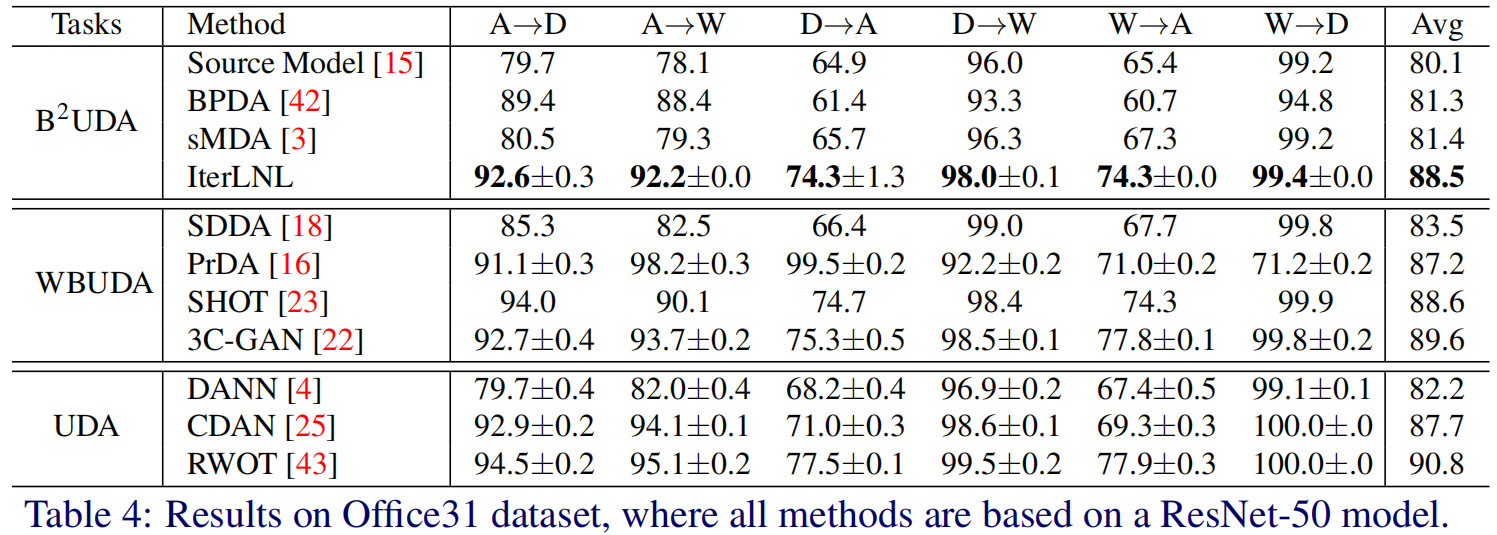 Tasks Method A→D A→W D→A D→W W→A W→D Avg
B²UDA
Source Model [15] 79.7 78.1 64.9 96.0 65.4 99.2 80.1
BPDA [42] 89.4 88.4 61.4 93.3 60.7 94.8 81.3
sMDA [3] 80.5 79.3 65.7 96.3 67.3 99.2 81.4
IterLNL 92.6±0.3 92.2±0.0 74.3±1.3 98.0±0.1 74.3±0.0 99.4±0.0 88.5
WBUDA
SDDA [18] 85.3 82.5 66.4 99.0 67.7 99.8 83.5
PrDA [16] 91.1±0.3 98.2±0.3 99.5±0.2 92.2±0.2 71.0±0.2 71.2±0.2 87.2
SHOT [23] 94.0 90.1 74.7 98.4 74.3 99.9 88.6
3C-GAN [22] 92.7±0.4 93.7±0.2 75.3±0.5 98.5±0.1 77.8±0.1 99.8±0.2 89.6
UDA
DANN [4] 79.7±0.4 82.0±0.4 68.2±0.4 96.9±0.2 67.4±0.5 99.1±0.1 82.2
CDAN [25] 92.9±0.2 94.1±0.1 71.0±0.3 98.6±0.1 69.3±0.3 100.0±.0 87.7
RWOT [43] 94.5±0.2 95.1±0.2 77.5±0.1 99.5±0.2 77.9±0.3 100.0±.0 90.8
Table 4: Results on Office31 dataset, where all methods are based on a ResNet-50 model.